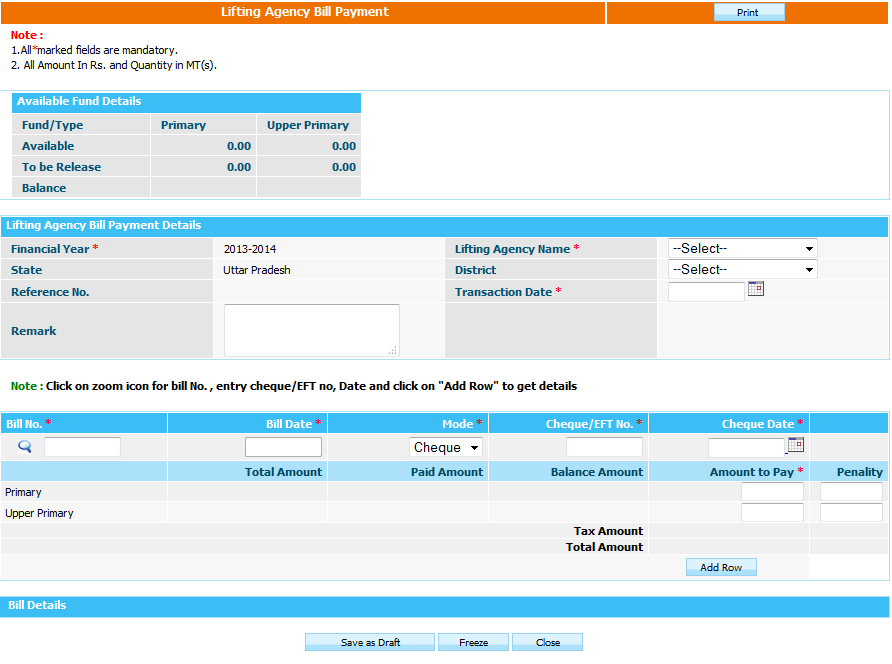 Lifting Agency Bill Payment Print
Note :
1.All*marked fields are mandatory.
2. All Amount In Rs. and Quantity in MT(s).
Available Fund Details
Fund/Type Primary Upper Primary
Available 0.00 0.00
To be Release 0.00 0.00
Balance
Lifting Agency Bill Payment Details
Financial Year * 2013-2014 Lifting Agency Name * --Select--
State Uttar Pradesh District --Select--
Reference No. Transaction Date *
Remark
Note : Click on zoom icon for bill No. , entry cheque/EFT no, Date and click on "Add Row" to get details
Bill No. * Bill Date * Mode * Cheque/EFT No. * Cheque Date *
Cheque
Total Amount Paid Amount Balance Amount Amount to Pay * Penality
Primary
Upper Primary
Tax Amount
Total Amount
Add Row
Bill Details
Save as Draft Freeze Close